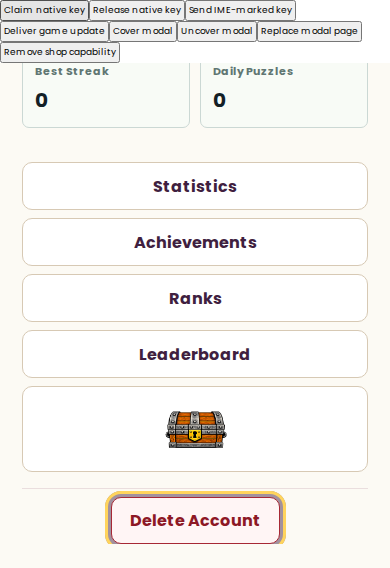 Claim native key Release native key Send IME-marked key
Deliver game update Cover modal Uncover modal Replace modal page
Remove shop capability
Best Streak Daily Puzzles
0 0
Statistics
Achievements
Ranks
Leaderboard
Delete Account